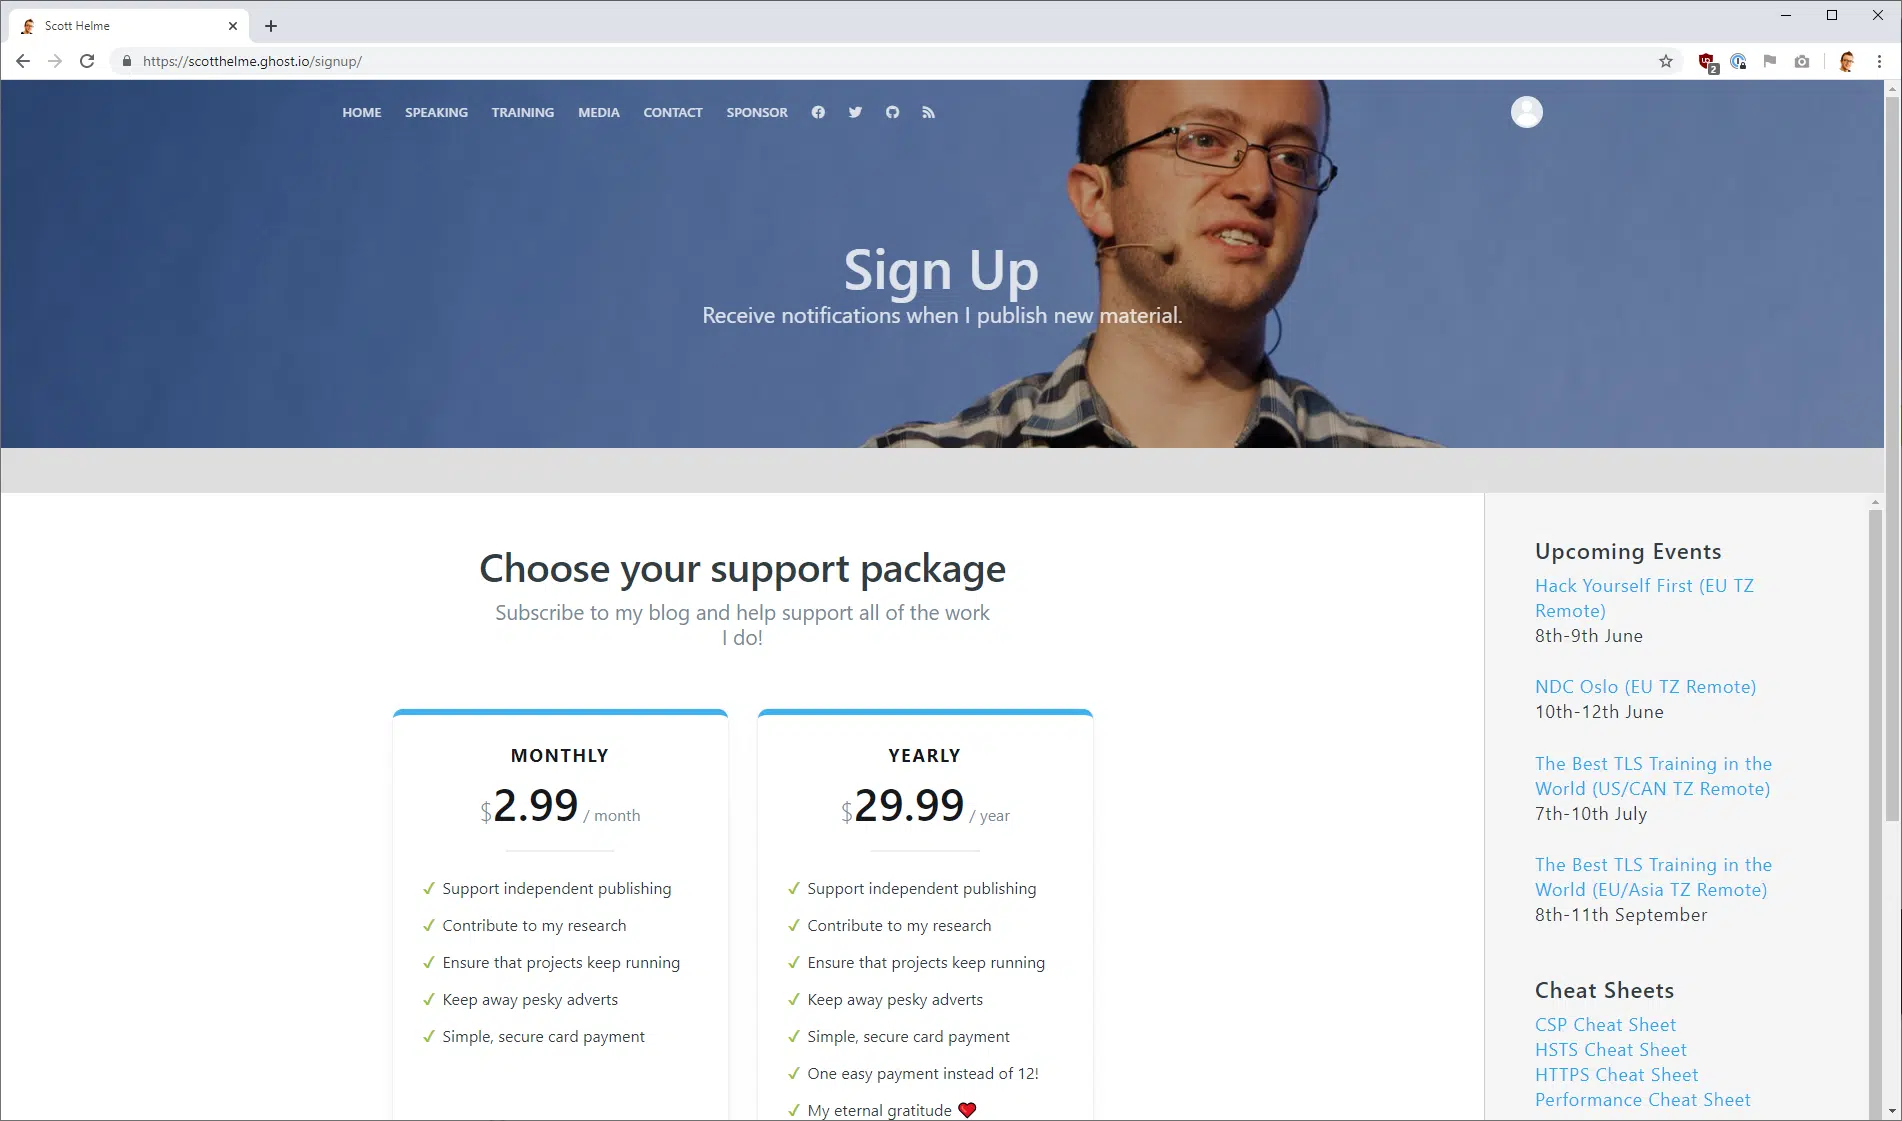 Scott Helme
https://scotthelme.ghost.io/signup/
2
HOME SPEAKING TRAINING MEDIA CONTACT SPONSOR
Sign Up
Receive notifications when I publish new material.
Choose your support package
Subscribe to my blog and help support all of the work
I do!
MONTHLY
$2.99 / month
✓ Support independent publishing
✓ Contribute to my research
✓ Ensure that projects keep running
✓ Keep away pesky adverts
✓ Simple, secure card payment
YEARLY
$29.99 / year
✓ Support independent publishing
✓ Contribute to my research
✓ Ensure that projects keep running
✓ Keep away pesky adverts
✓ Simple, secure card payment
✓ One easy payment instead of 12!
✓ My eternal gratitude ❤
Upcoming Events
Hack Yourself First (EU TZ
Remote)
8th-9th June
NDC Oslo (EU TZ Remote)
10th-12th June
The Best TLS Training in the
World (US/CAN TZ Remote)
7th-10th July
The Best TLS Training in the
World (EU/Asia TZ Remote)
8th-11th September
Cheat Sheets
CSP Cheat Sheet
HSTS Cheat Sheet
HTTPS Cheat Sheet
Performance Cheat Sheet